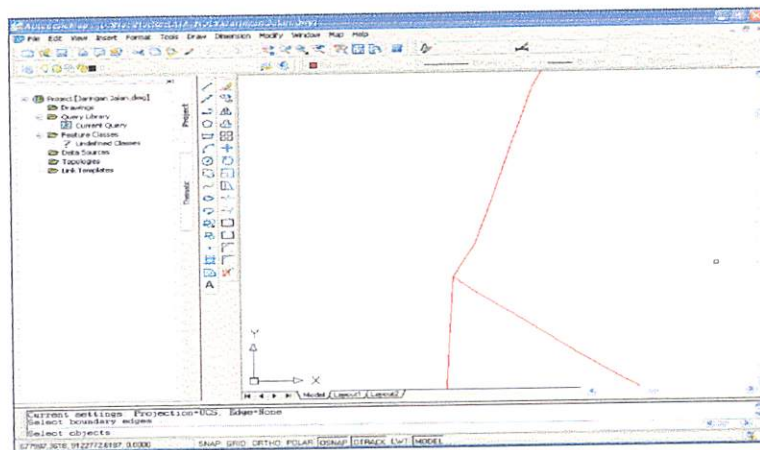 File Edit View Insert Format Tools Draw Dimension Modify Window Map Help
Project [Jaringan Jalan.dwg]
Drawings
Query Library
Current Query
Feature Classes
Undefined Classes
Data Sources
Topologies
Link Templates
Project
Thematic
A
Y
X
Model Layout1 Layout2
Current settings Projection=UCS, Edge=None
Select boundary edges
Select objects
SNAP GRID ORTHO POLAR OSNAP OTRACK LWT MODEL